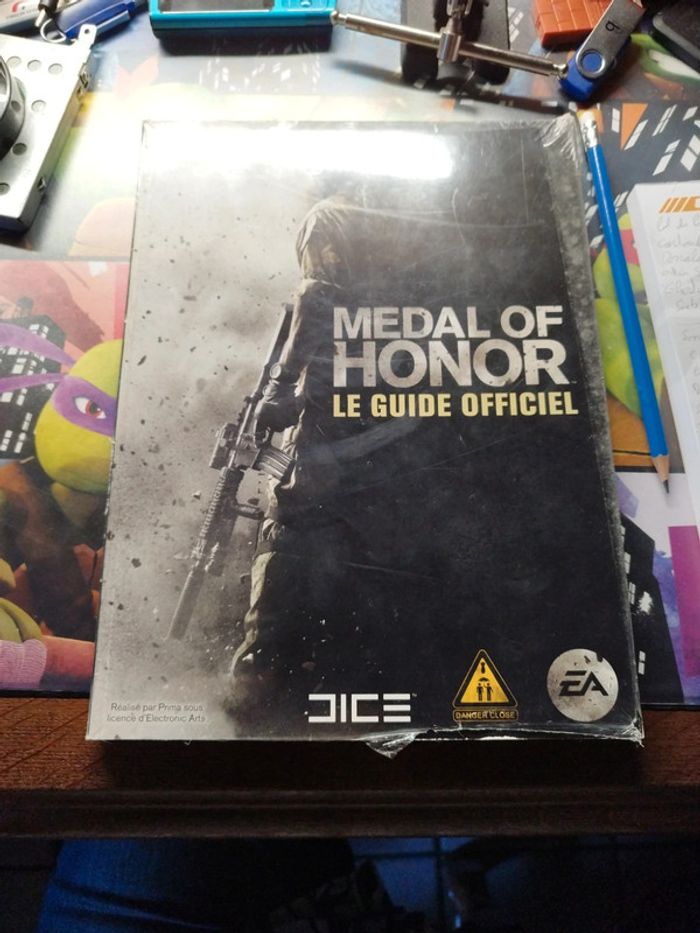 MEDAL OF
HONOR
LE GUIDE OFFICIEL
Réalisé par Prima sous
licence d'Electronic Arts
DICE
DANGER CLOSE
EA